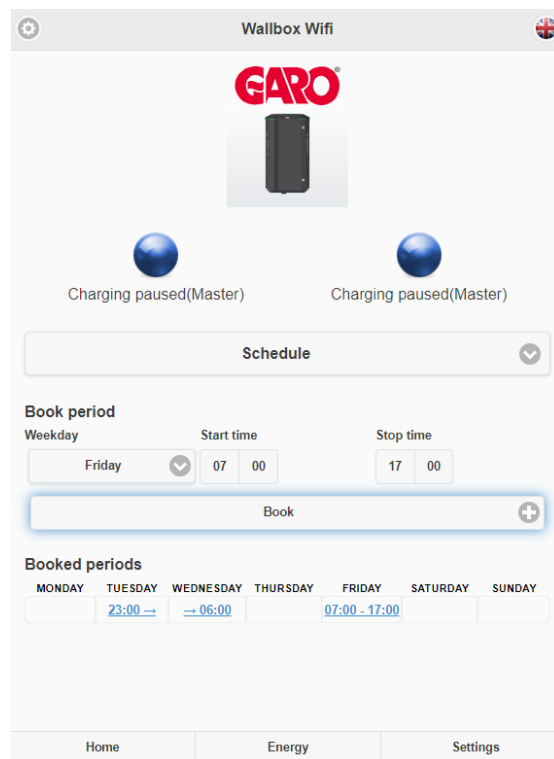 Wallbox Wifi
GARO®
Charging paused(Master) Charging paused(Master)
Schedule
Book period
Weekday Start time Stop time
Friday 07 00 17 00
Book
Booked periods
MONDAY TUESDAY WEDNESDAY THURSDAY FRIDAY SATURDAY SUNDAY
23:00 → → 06:00 07:00 - 17:00
Home Energy Settings